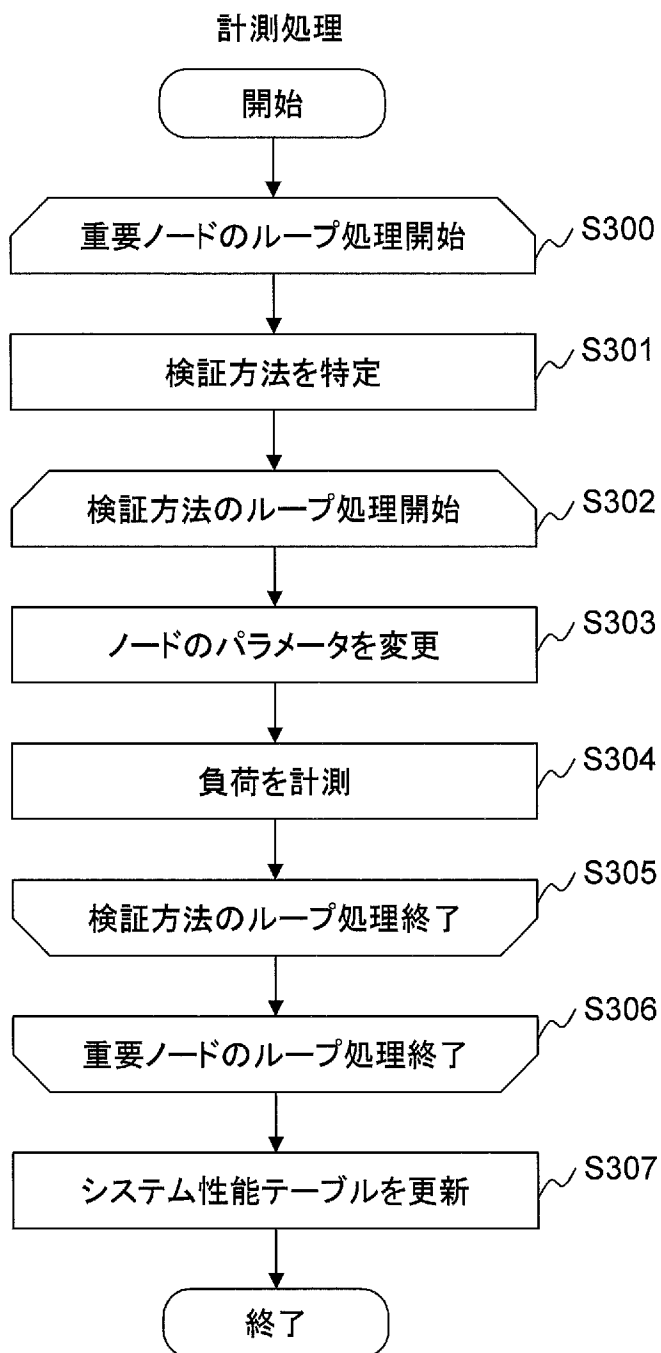 計測処理
開始
重要ノードのループ処理開始
S300
検証方法を特定
S301
検証方法のループ処理開始
S302
ノードのパラメータを変更
S303
負荷を計測
S304
検証方法のループ処理終了
S305
重要ノードのループ処理終了
S306
システム性能テーブルを更新
S307
終了